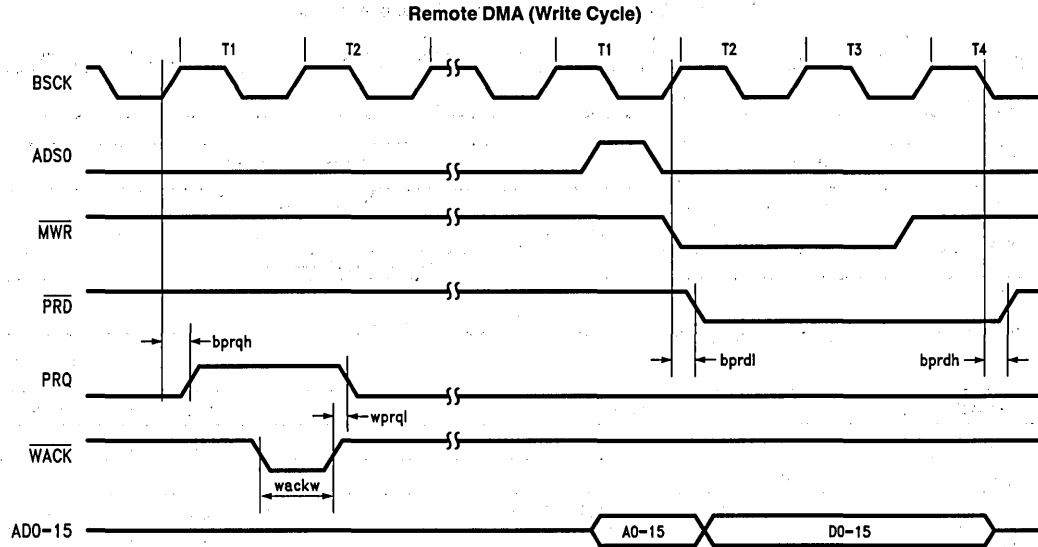 Remote DMA (Write Cycle)
T1 T2 T1 T2 T3 T4
BSCK
ADS0
MWR
PRD
bprqh bprdl bprdh
PRQ
wprql
WACK
wackw
AD0-15 A0-15 D0-15